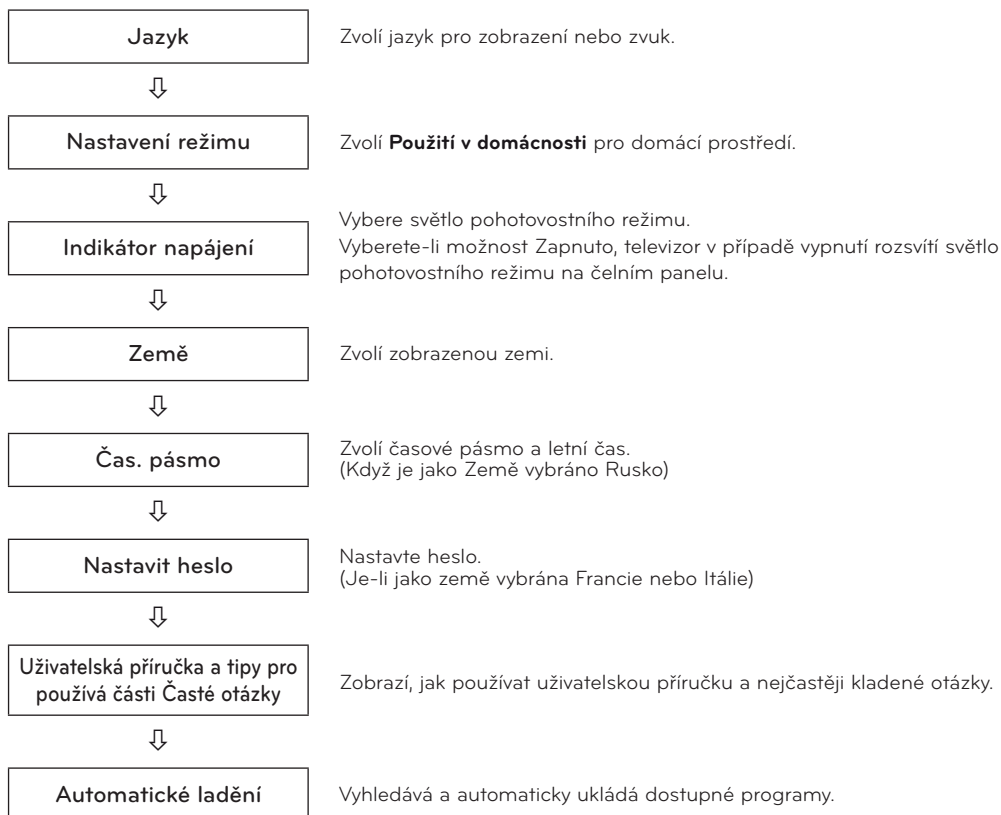 Jazyk
Zvolí jazyk pro zobrazení nebo zvuk.
⇩
Nastavení režimu
Zvolí Použití v domácnosti pro domácí prostředí.
⇩
Indikátor napájení
Vybere světlo pohotovostního režimu.
Vyberete-li možnost Zapnuto, televizor v případě vypnutí rozsvítí světlo
pohotovostního režimu na čelním panelu.
⇩
Země
Zvolí zobrazenou zemi.
⇩
Čas. pásmo
Zvolí časové pásmo a letní čas.
(Když je jako Země vybráno Rusko)
⇩
Nastavit heslo
Nastavte heslo.
(Je-li jako země vybrána Francie nebo Itálie)
⇩
Uživatelská příručka a tipy pro
používá části Časté otázky
Zobrazí, jak používat uživatelskou příručku a nejčastěji kladené otázky.
⇩
Automatické ladění
Vyhledává a automaticky ukládá dostupné programy.